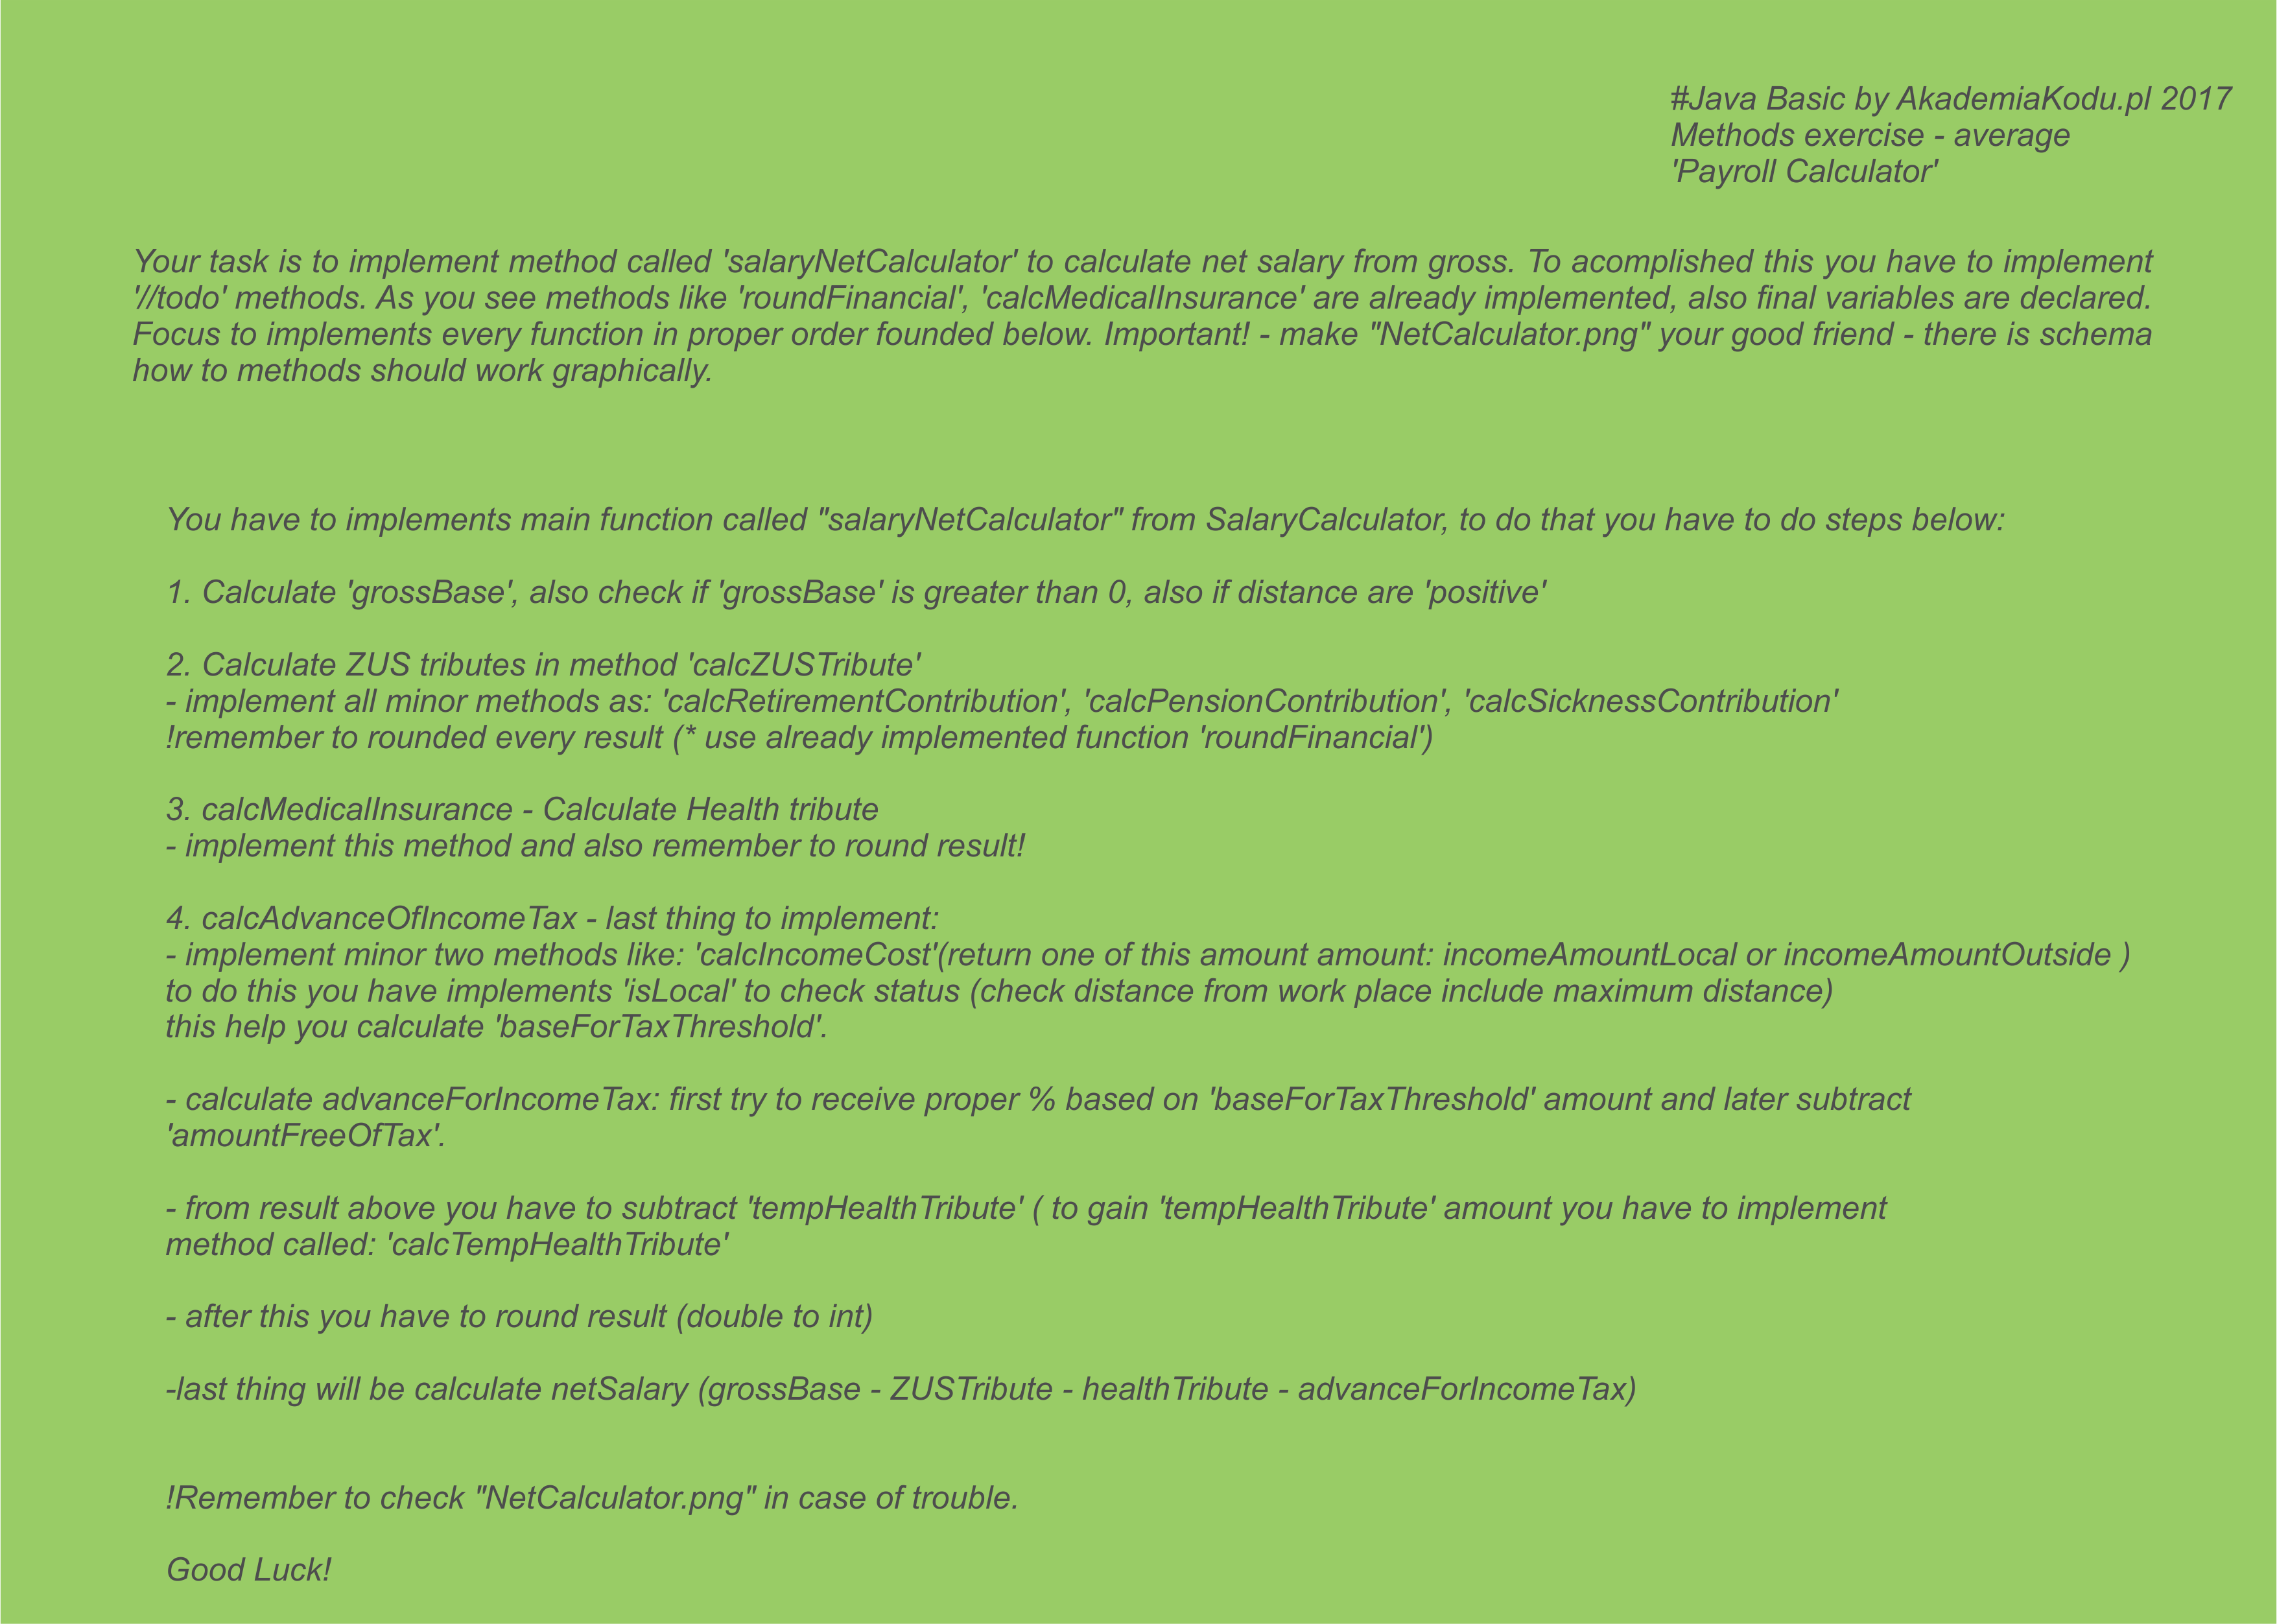 #Java Basic by AkademiaKodu.pl 2017
Methods exercise - average
'Payroll Calculator'
Your task is to implement method called 'salaryNetCalculator' to calculate net salary from gross. To acomplished this you have to implement
'//todo' methods. As you see methods like 'roundFinancial', 'calcMedicalInsurance' are already implemented, also final variables are declared.
Focus to implements every function in proper order founded below. Important! - make "NetCalculator.png" your good friend - there is schema
how to methods should work graphically.
You have to implements main function called "salaryNetCalculator" from SalaryCalculator, to do that you have to do steps below:
1. Calculate 'grossBase', also check if 'grossBase' is greater than 0, also if distance are 'positive'
2. Calculate ZUS tributes in method 'calcZUSTribute'
- implement all minor methods as: 'calcRetirementContribution', 'calcPensionContribution', 'calcSicknessContribution'
!remember to rounded every result (* use already implemented function 'roundFinancial')
3. calcMedicalInsurance - Calculate Health tribute
- implement this method and also remember to round result!
4. calcAdvanceOfIncomeTax - last thing to implement:
- implement minor two methods like: 'calcIncomeCost'(return one of this amount amount: incomeAmountLocal or incomeAmountOutside )
to do this you have implements 'isLocal' to check status (check distance from work place include maximum distance)
this help you calculate 'baseForTaxThreshold'.
- calculate advanceForIncomeTax: first try to receive proper % based on 'baseForTaxThreshold' amount and later subtract
'amountFreeOfTax'.
- from result above you have to subtract 'tempHealthTribute' ( to gain 'tempHealthTribute' amount you have to implement
method called: 'calcTempHealthTribute'
- after this you have to round result (double to int)
-last thing will be calculate netSalary (grossBase - ZUSTribute - healthTribute - advanceForIncomeTax)
!Remember to check "NetCalculator.png" in case of trouble.
Good Luck!